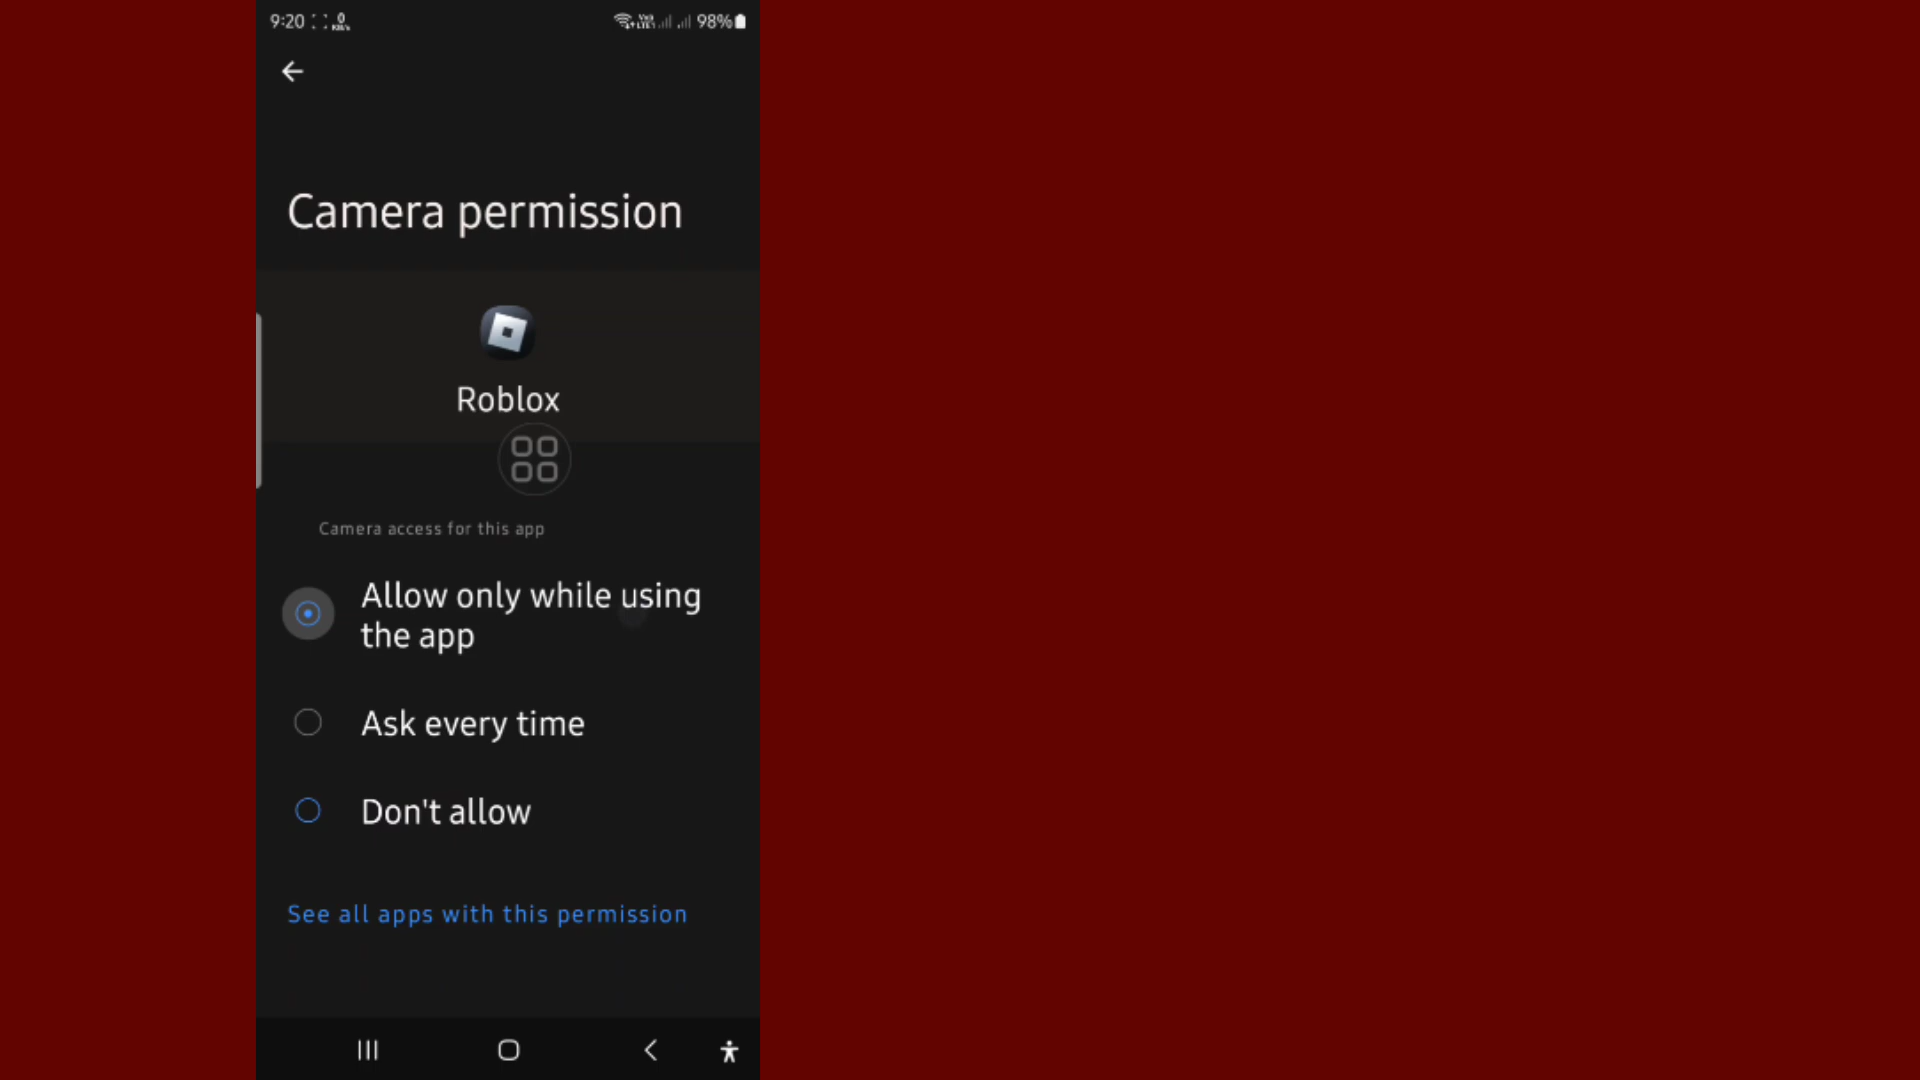 9:20 98%
Camera permission
Roblox
Camera access for this app
Allow only while using
the app
Ask every time
Don't allow
See all apps with this permission